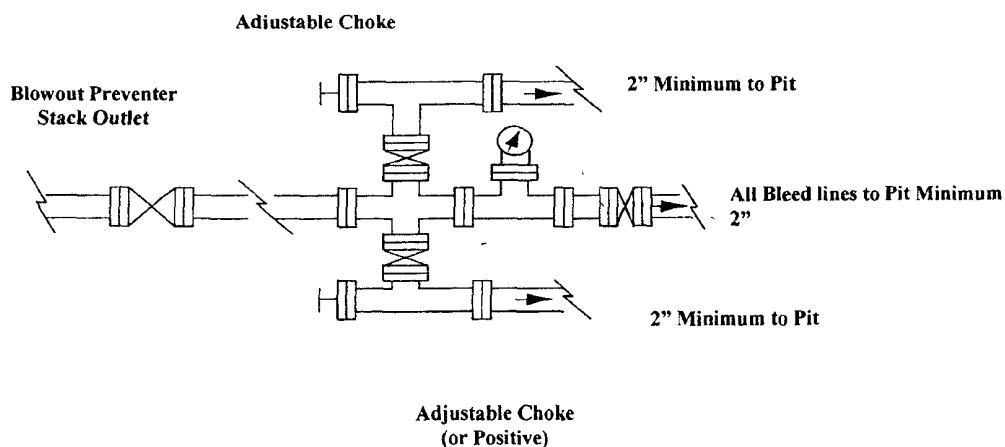 Adjustable Choke
Blowout Preventer
Stack Outlet
2” Minimum to Pit
All Bleed lines to Pit Minimum
2”
2” Minimum to Pit
Adjustable Choke
(or Positive)